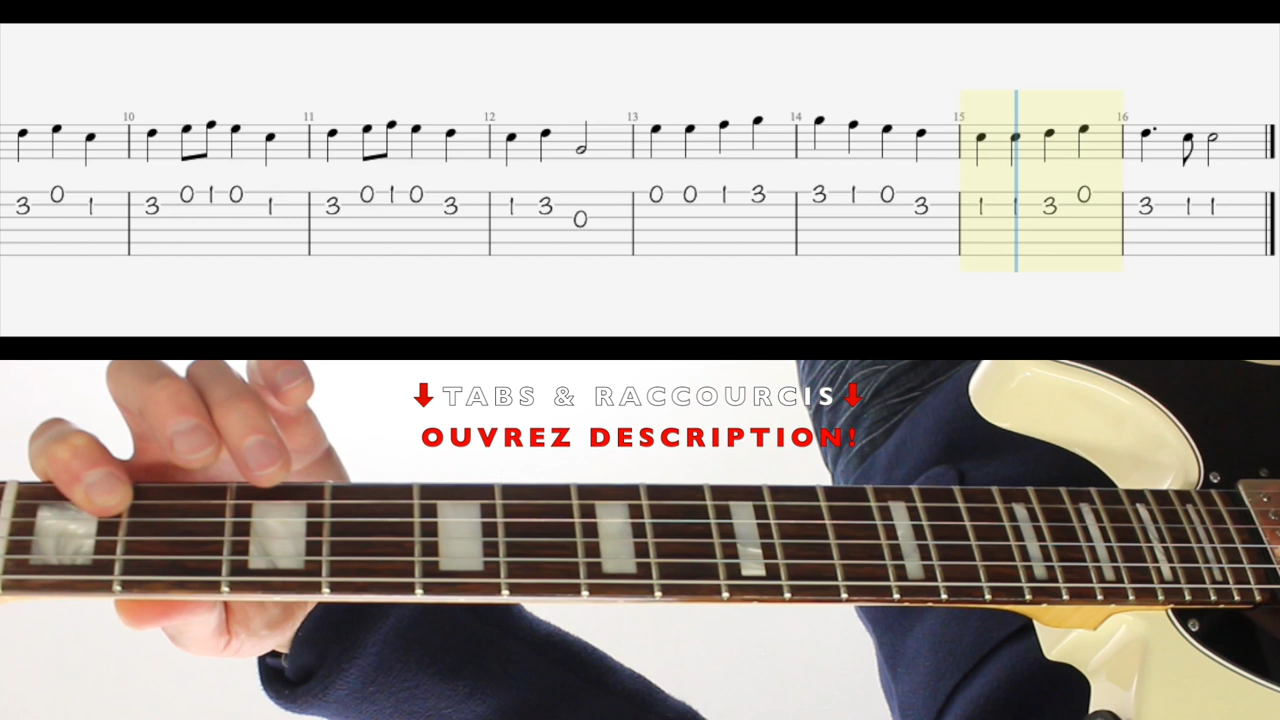 10 11 12 13 14 15 16
0 0 1 0 0 1 0 0 0 1 3 3 1 0 0
3 1 3 1 3 3 1 3 3 1 1 3 3 1 1
0
TABS & RACCOURCIS
OUVREZ DESCRIPTION!